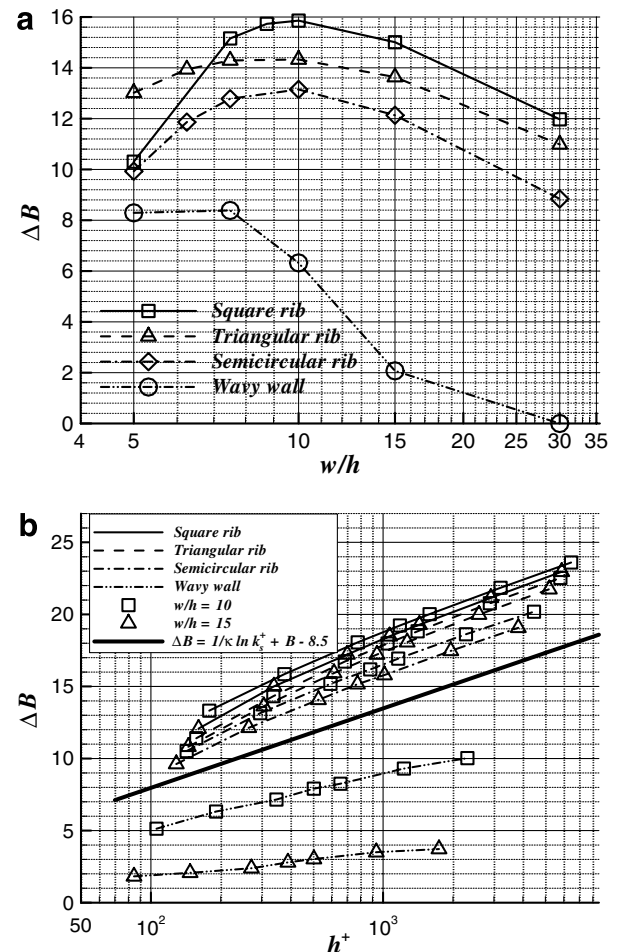 a
16
14
12
10
8
6
4
2
0
ΔB
Square rib
Triangular rib
Semicircular rib
Wavy wall
4 5 10 15 20 25 30 35
w/h
b
25
20
15
10
5
0
ΔB
Square rib
Triangular rib
Semicircular rib
Wavy wall
w/h = 10
w/h = 15
ΔB = 1/κ ln kₛ⁺ + B - 8.5
50 10² 10³
h⁺